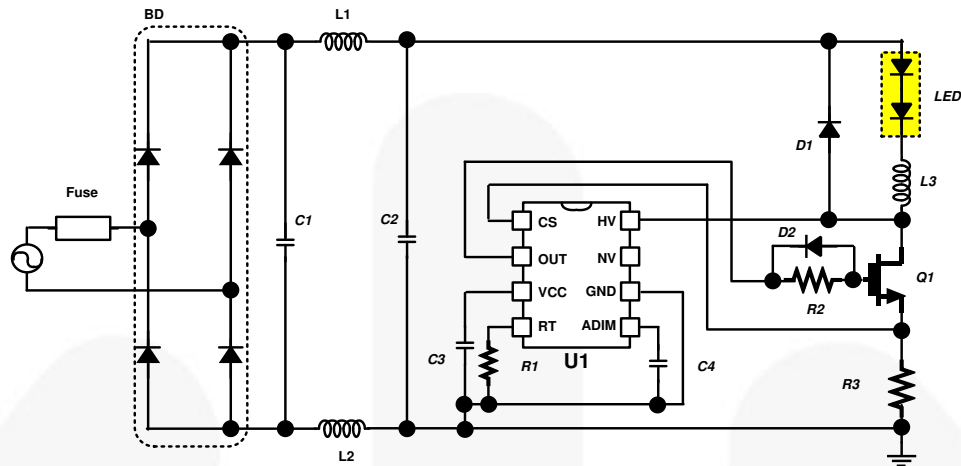 BD
L1
LED
D1
Fuse
L3
C1
C2
CS
HV
D2
OUT
NV
Q1
VCC
GND
R2
RT
ADIM
C3
R1
U1
C4
R3
L2